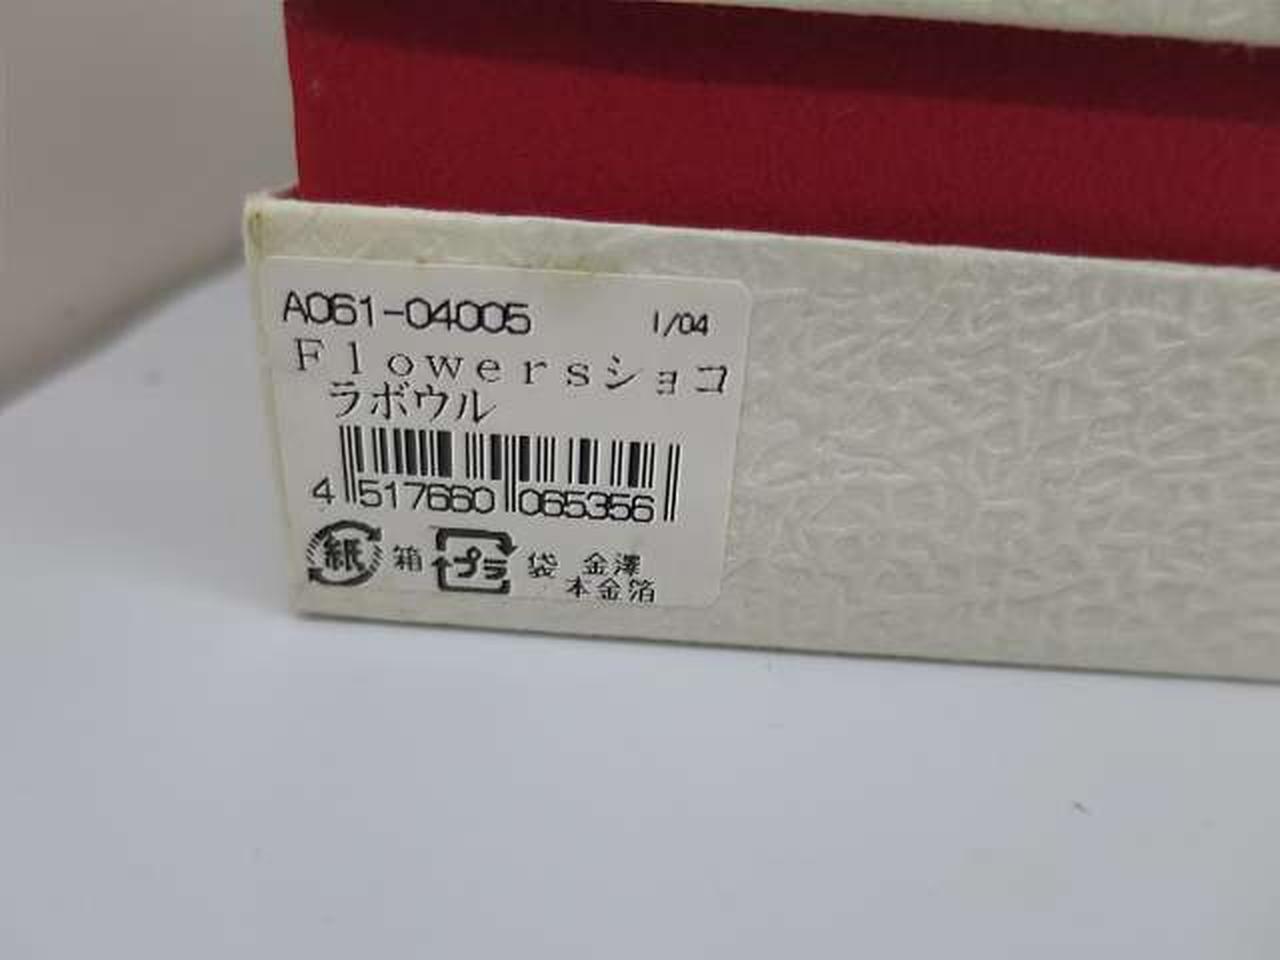 A061-04005 1/04
Flowersショコ
ラボウル
4 517660 065356
紙 箱 プラ 袋 金澤
本金箔